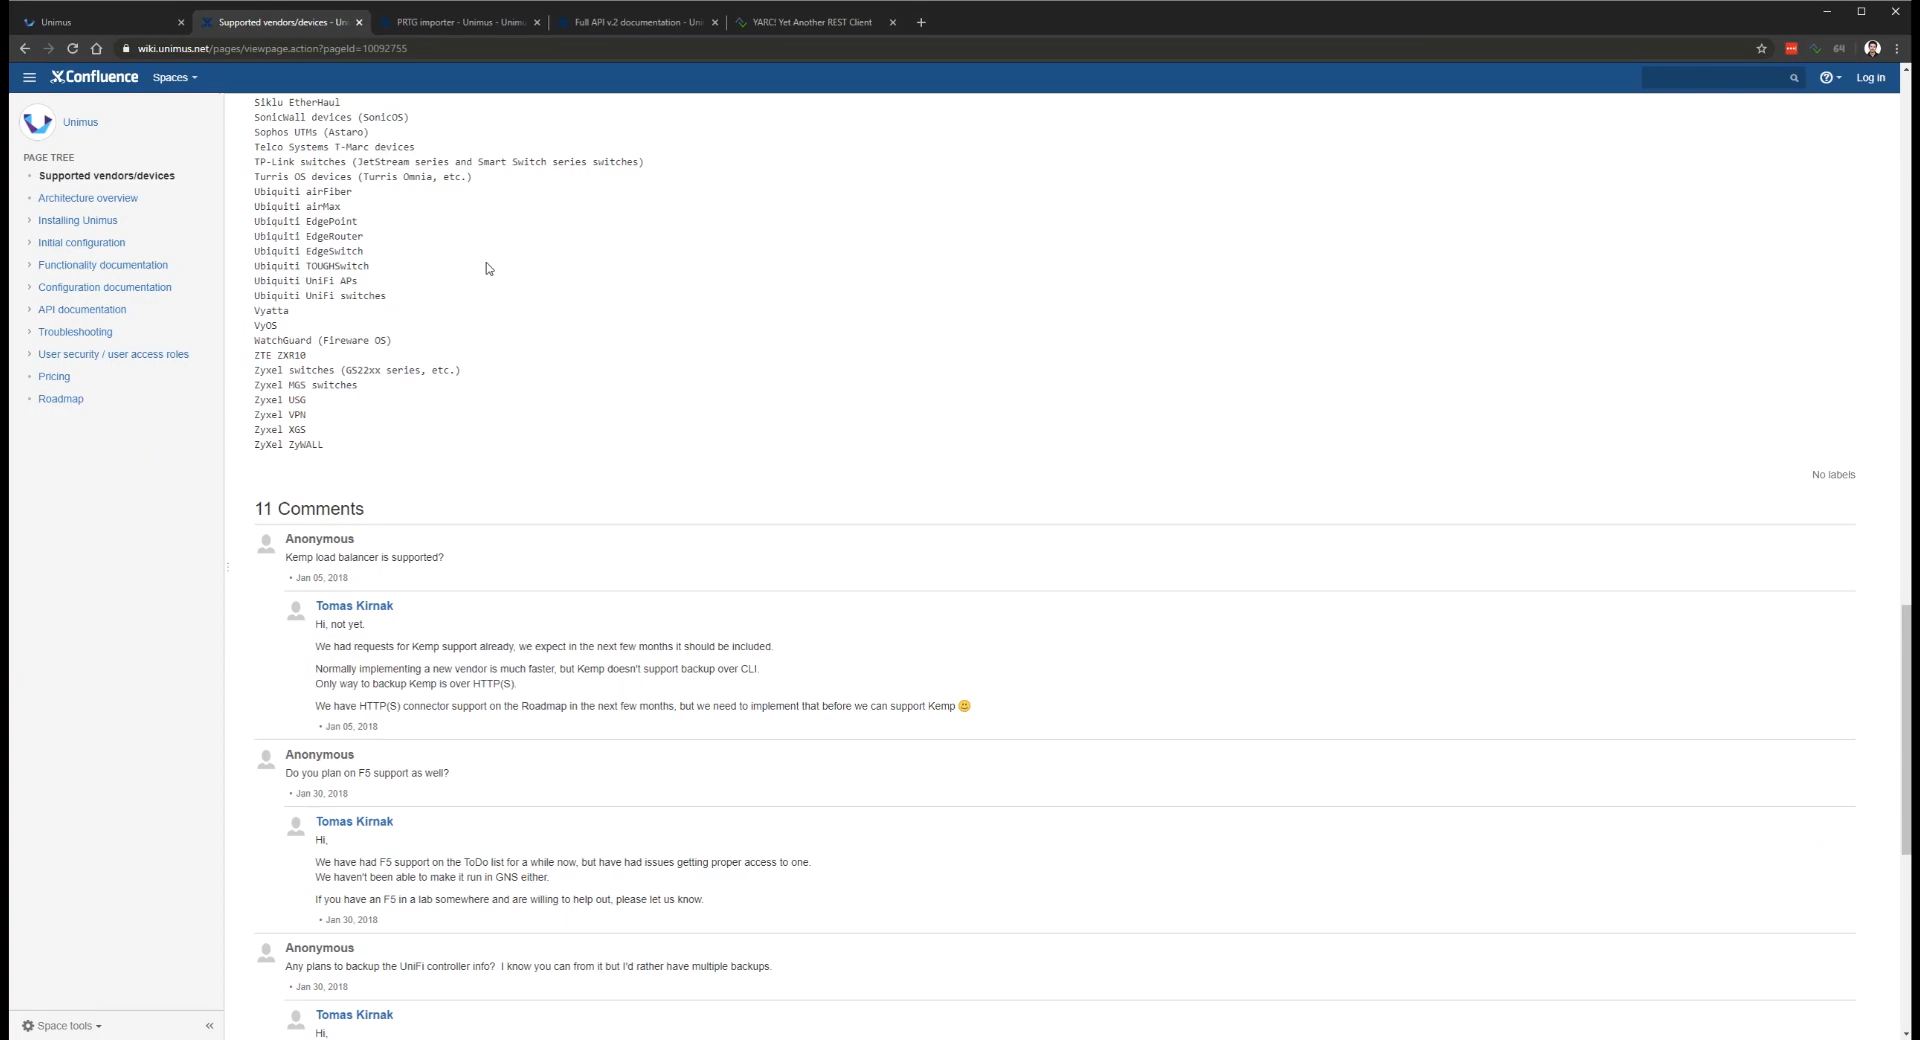 Unimus
Supported vendors/devices - Un
PRTG importer - Unimus - Unimu
Full API v.2 documentation - Uni
YARC! Yet Another REST Client
wiki.unimus.net/pages/viewpage.action?pageId=10092755
64
Confluence
Spaces
Log in
Unimus
PAGE TREE
Supported vendors/devices
Architecture overview
Installing Unimus
Initial configuration
Functionality documentation
Configuration documentation
API documentation
Troubleshooting
User security / user access roles
Pricing
Roadmap
Space tools
Siklu EtherHaul
SonicWall devices (SonicOS)
Sophos UTMs (Astaro)
Telco Systems T-Marc devices
TP-Link switches (JetStream series and Smart Switch series switches)
Turris OS devices (Turris Omnia, etc.)
Ubiquiti airFiber
Ubiquiti airMax
Ubiquiti EdgePoint
Ubiquiti EdgeRouter
Ubiquiti EdgeSwitch
Ubiquiti TOUGHSwitch
Ubiquiti UniFi APs
Ubiquiti UniFi switches
Vyatta
VyOS
WatchGuard (Fireware OS)
ZTE ZXR10
Zyxel switches (GS22xx series, etc.)
Zyxel MGS switches
Zyxel USG
Zyxel VPN
Zyxel XGS
ZyXel ZyWALL
No labels
11 Comments
Anonymous
Kemp load balancer is supported?
• Jan 05, 2018
Tomas Kirnak
Hi, not yet.
We had requests for Kemp support already, we expect in the next few months it should be included.
Normally implementing a new vendor is much faster, but Kemp doesn't support backup over CLI.
Only way to backup Kemp is over HTTP(S).
We have HTTP(S) connector support on the Roadmap in the next few months, but we need to implement that before we can support Kemp
• Jan 05, 2018
Anonymous
Do you plan on F5 support as well?
• Jan 30, 2018
Tomas Kirnak
Hi,
We have had F5 support on the ToDo list for a while now, but have had issues getting proper access to one.
We haven't been able to make it run in GNS either.
If you have an F5 in a lab somewhere and are willing to help out, please let us know.
• Jan 30, 2018
Anonymous
Any plans to backup the UniFi controller info? I know you can from it but I'd rather have multiple backups.
• Jan 30, 2018
Tomas Kirnak
Hi,